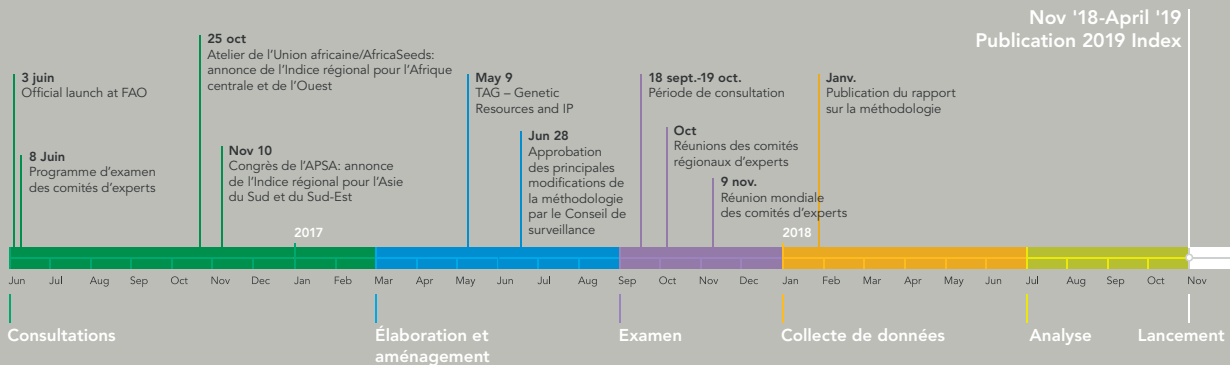 Nov '18-April '19
Publication 2019 Index
25 oct
Atelier de l'Union africaine/AfricaSeeds:
annonce de l'Indice régional pour l'Afrique
centrale et de l'Ouest
3 juin
Official launch at FAO
May 9
TAG – Genetic
Resources and IP
18 sept.-19 oct.
Période de consultation
Janv.
Publication du rapport
sur la méthodologie
8 Juin
Programme d'examen
des comités d'experts
Nov 10
Congrès de l'APSA: annonce
de l'Indice régional pour l'Asie
du Sud et du Sud-Est
Jun 28
Approbation
des principales
modifications de
la méthodologie
par le Conseil de
surveillance
Oct
Réunions des comités
régionaux d'experts
9 nov.
Réunion mondiale
des comités d'experts
2017
2018
Jun Jul Aug Sep Oct Dec Jan Feb Mar Apr May Jun Jul Aug Sep Oct Nov Dec Jan Feb Mar Apr May Jun Jul Aug Sep Oct Nov
Consultations
Élaboration et
aménagement
Examen
Collecte de données
Analyse
Lancement